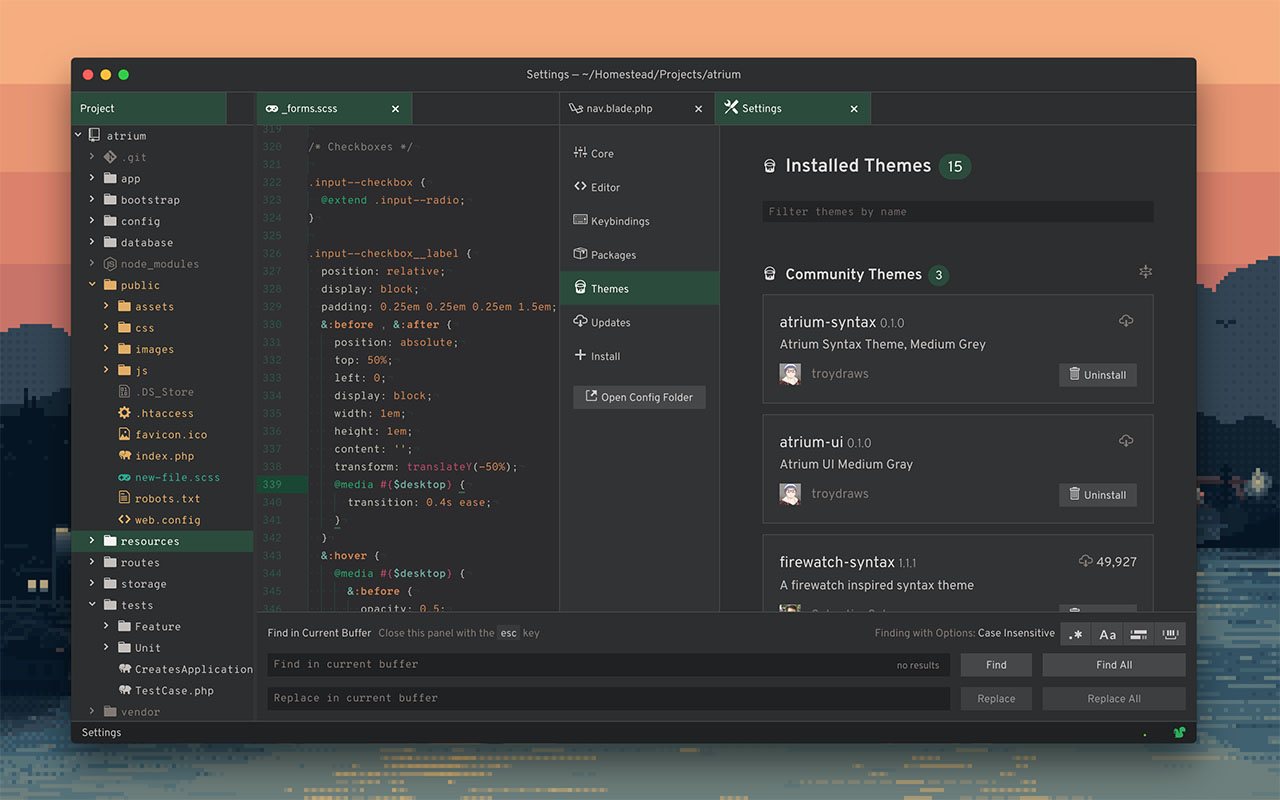 Settings — ~/Homestead/Projects/atrium
Project
_forms.scss
nav.blade.php
Settings
atrium
.git
app
bootstrap
config
database
node_modules
public
assets
css
images
js
.DS_Store
.htaccess
favicon.ico
index.php
new-file.scss
robots.txt
web.config
resources
routes
storage
tests
Feature
Unit
CreatesApplication
TestCase.php
vendor
319
320 /* Checkboxes */
321
322 .input--checkbox {
323 @extend .input--radio;
324 }
325
326 .input--checkbox__label {
327 position: relative;
328 display: block;
329 padding: 0.25em 0.25em 0.25em 1.5em;
330 &:before , &:after {
331 position: absolute;
332 top: 50%;
333 left: 0;
334 display: block;
335 width: 1em;
336 height: 1em;
337 content: '';
338 transform: translateY(-50%);
339 @media #{$desktop} {
340 transition: 0.4s ease;
341 }
342 }
343 &:hover {
344 @media #{$desktop} {
345 &:before {
346 opacity: 0.5;
Core
Editor
Keybindings
Packages
Themes
Updates
Install
Open Config Folder
Installed Themes 15
Filter themes by name
Community Themes 3
atrium-syntax 0.1.0
Atrium Syntax Theme, Medium Grey
troydraws
Uninstall
atrium-ui 0.1.0
Atrium UI Medium Gray
troydraws
Uninstall
firewatch-syntax 1.1.1 49,927
A firewatch inspired syntax theme
Find in Current Buffer Close this panel with the esc key
Finding with Options: Case Insensitive
.* Aa
Find in current buffer no results Find Find All
Replace in current buffer Replace Replace All
Settings